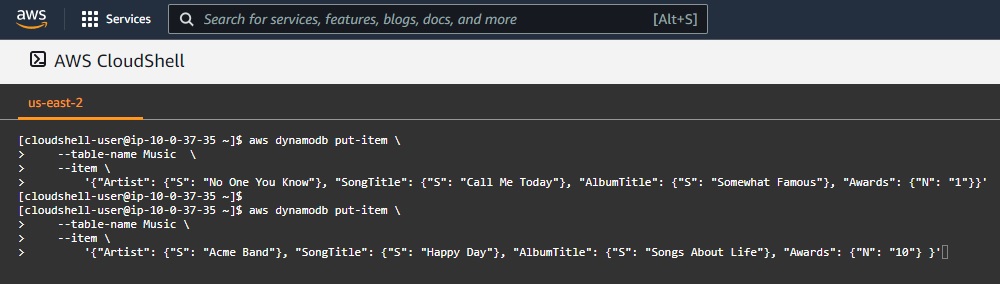 aws Services Search for services, features, blogs, docs, and more [Alt+S]
AWS CloudShell
us-east-2
[cloudshell-user@ip-10-0-37-35 ~]$ aws dynamodb put-item \
>     --table-name Music  \
>     --item \
>         '{"Artist": {"S": "No One You Know"}, "SongTitle": {"S": "Call Me Today"}, "AlbumTitle": {"S": "Somewhat Famous"}, "Awards": {"N": "1"}}'
[cloudshell-user@ip-10-0-37-35 ~]$
[cloudshell-user@ip-10-0-37-35 ~]$ aws dynamodb put-item \
>     --table-name Music \
>     --item \
>         '{"Artist": {"S": "Acme Band"}, "SongTitle": {"S": "Happy Day"}, "AlbumTitle": {"S": "Songs About Life"}, "Awards": {"N": "10"} }'